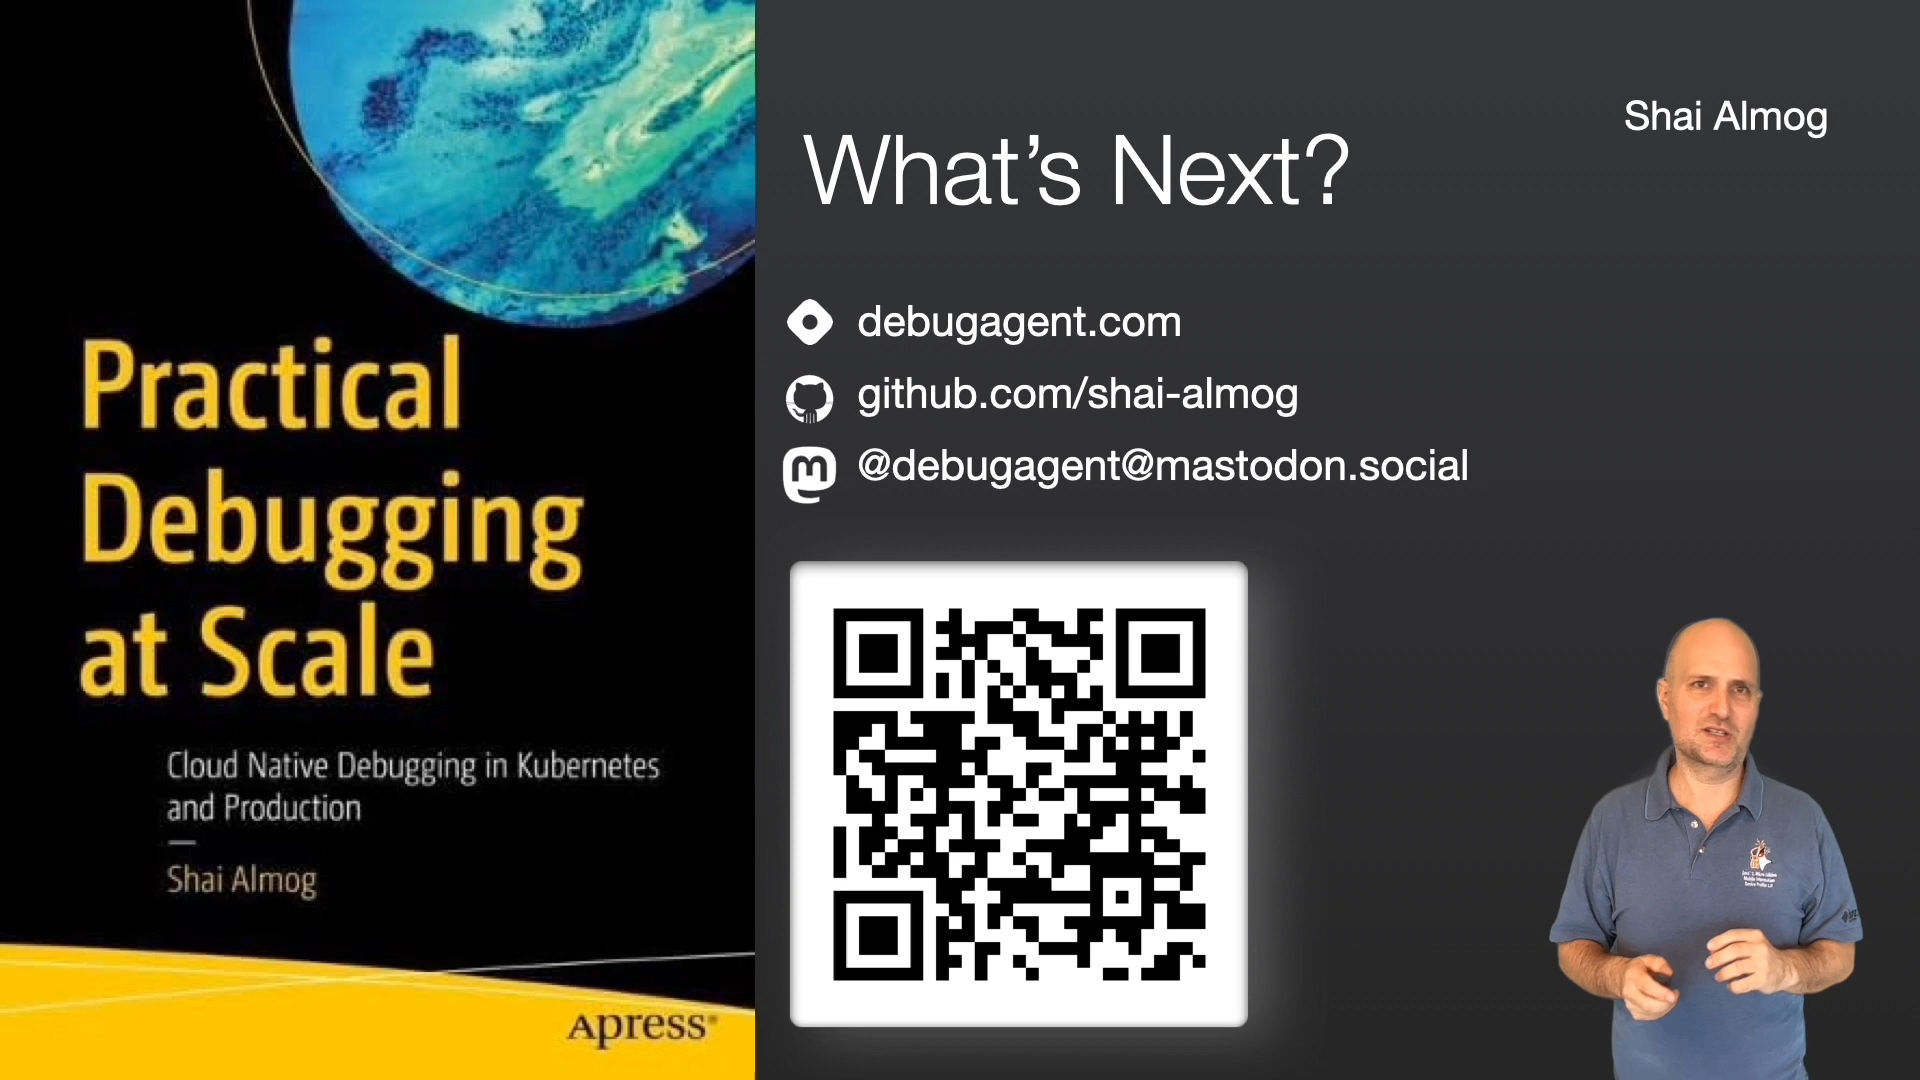 Practical
Debugging
at Scale
Cloud Native Debugging in Kubernetes
and Production
Shai Almog
Apress®
Shai Almog
What’s Next?
debugagent.com
github.com/shai-almog
@debugagent@mastodon.social